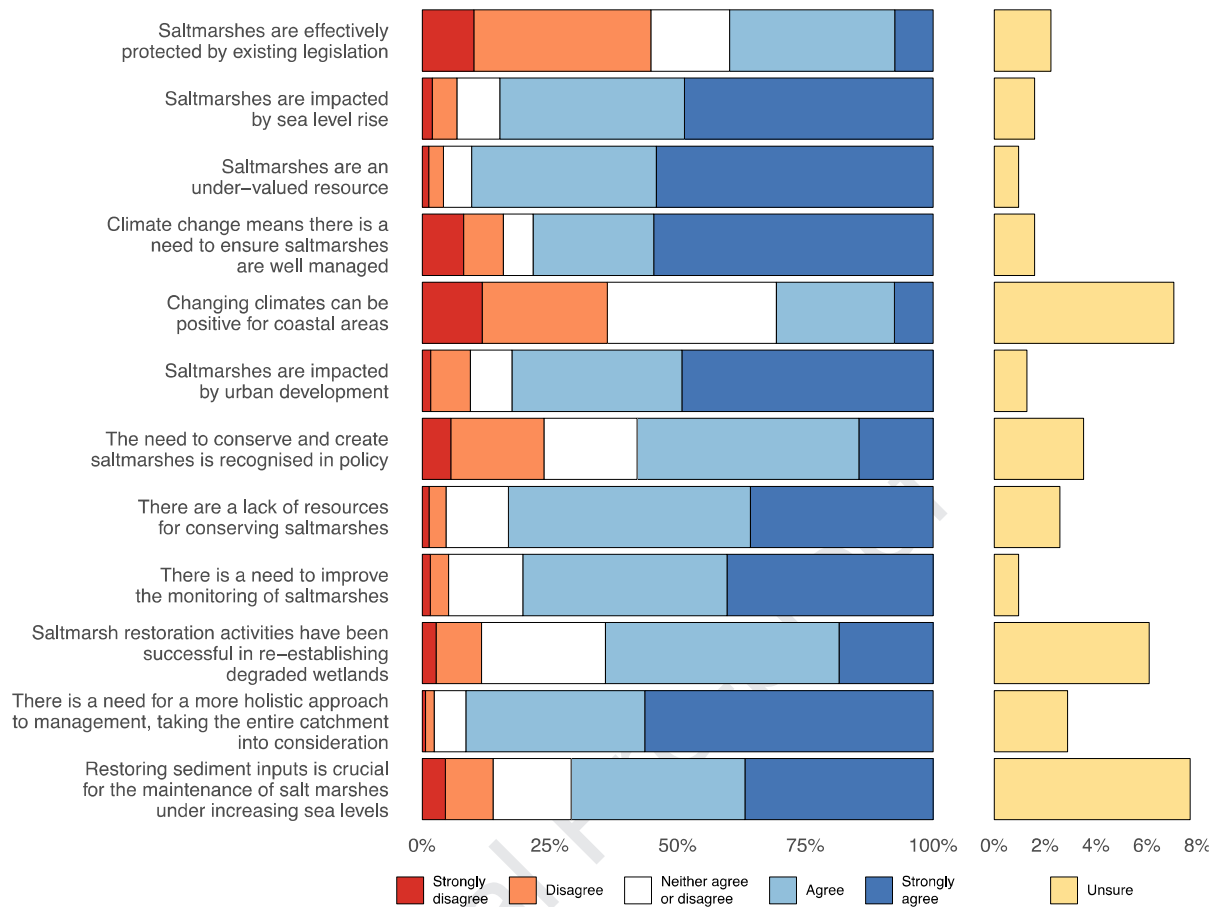 Saltmarshes are effectively
protected by existing legislation
Saltmarshes are impacted
by sea level rise
Saltmarshes are an
under−valued resource
Climate change means there is a
need to ensure saltmarshes
are well managed
Changing climates can be
positive for coastal areas
Saltmarshes are impacted
by urban development
The need to conserve and create
saltmarshes is recognised in policy
There are a lack of resources
for conserving saltmarshes
There is a need to improve
the monitoring of saltmarshes
Saltmarsh restoration activities have been
successful in re−establishing
degraded wetlands
There is a need for a more holistic approach
to management, taking the entire catchment
into consideration
Restoring sediment inputs is crucial
for the maintenance of salt marshes
under increasing sea levels
0% 25% 50% 75% 100% 0% 2% 4% 6% 8%
Strongly
disagree
Disagree
Neither agree
or disagree
Agree
Strongly
agree
Unsure